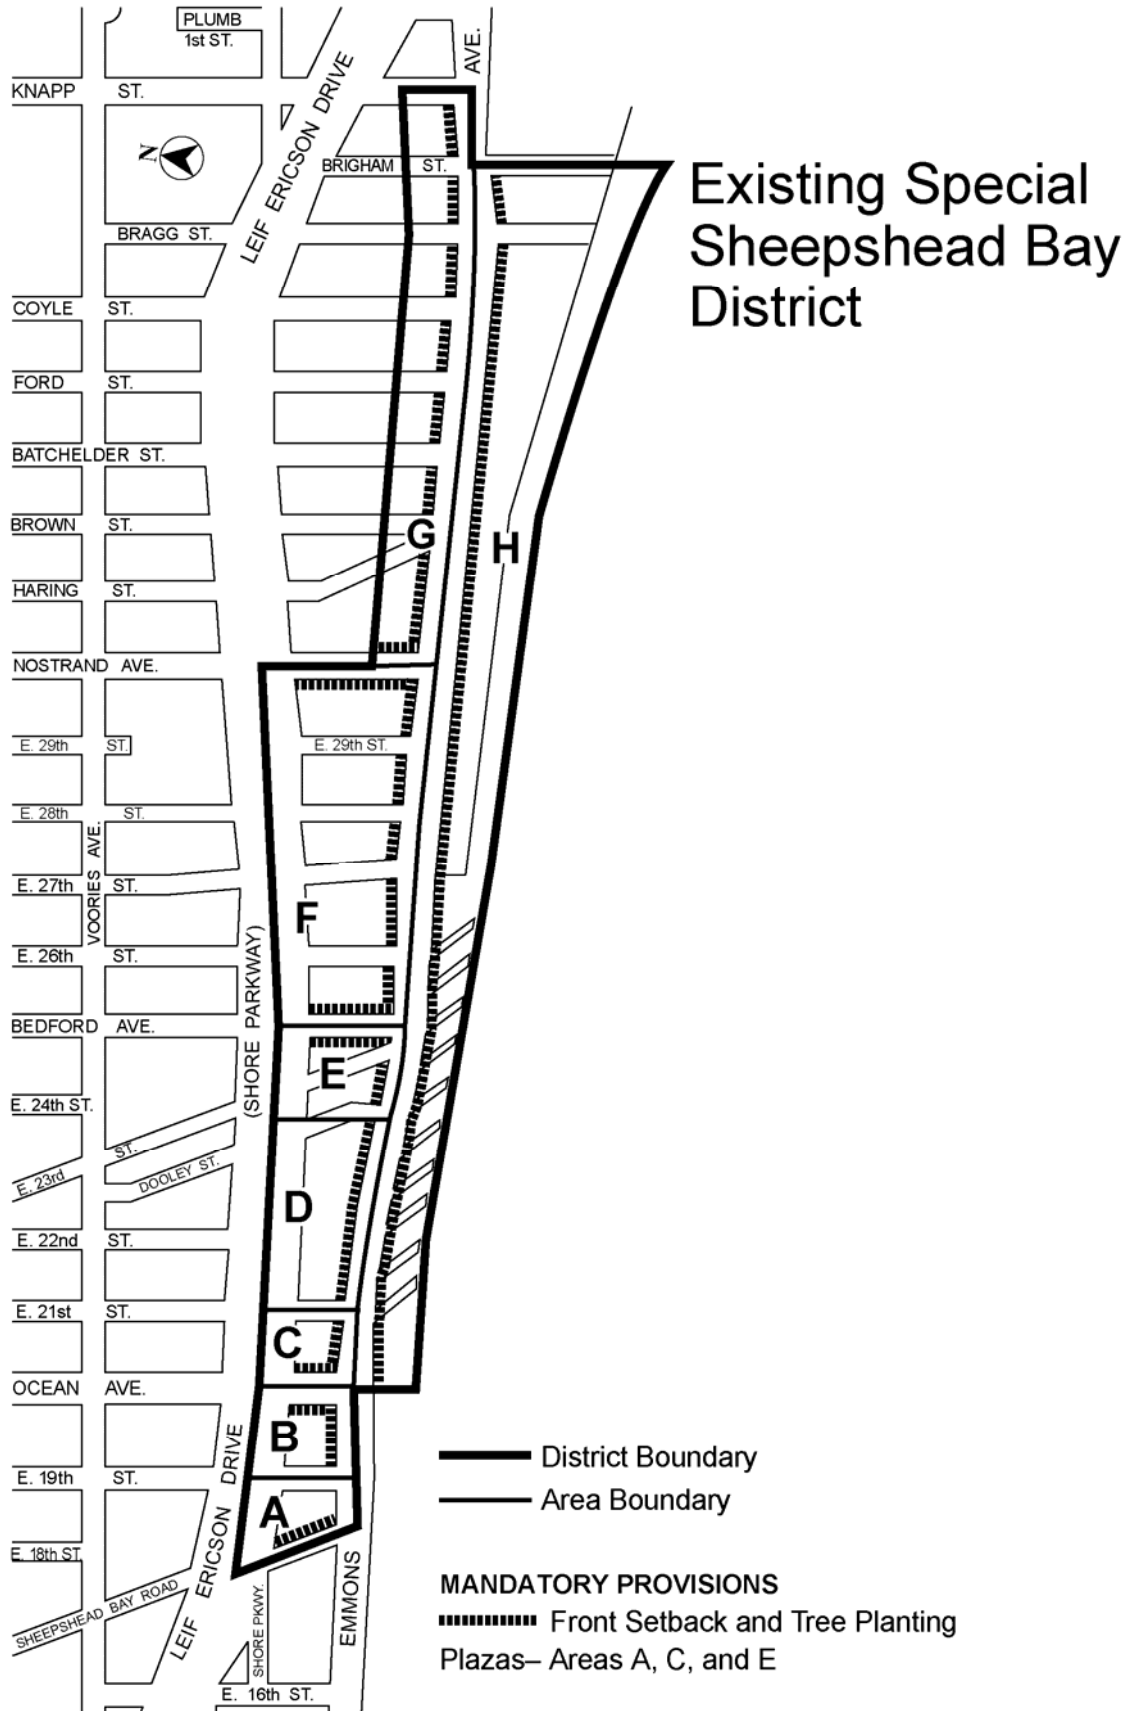 PLUMB
1st ST.
AVE.
KNAPP ST.
N
LEIF ERICSON DRIVE
BRIGHAM ST.
Existing Special
Sheepshead Bay
District
BRAGG ST.
COYLE ST.
FORD ST.
BATCHELDER ST.
BROWN ST.
G
H
HARING ST.
NOSTRAND AVE.
E. 29th ST.
E. 29th ST.
E. 28th ST.
VOORIES AVE.
E. 27th ST.
F
E. 26th ST.
(SHORE PARKWAY)
BEDFORD AVE.
E
E. 24th ST.
E. 23rd ST.
DOOLEY ST.
D
E. 22nd ST.
E. 21st ST.
C
OCEAN AVE.
B
E. 19th ST.
A
E. 18th ST.
LEIF ERICSON DRIVE
SHEEPSHEAD BAY ROAD
SHORE PKWY.
EMMONS
E. 16th ST.
District Boundary
Area Boundary
MANDATORY PROVISIONS
Front Setback and Tree Planting
Plazas– Areas A, C, and E